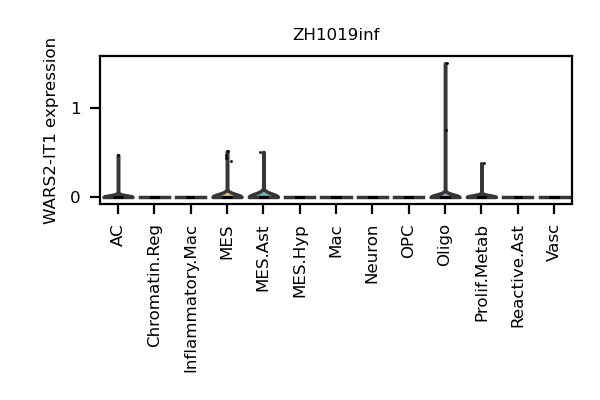 ZH1019inf
WARS2-IT1 expression
1
0
AC
Chromatin.Reg
Inflammatory.Mac
MES
MES.Ast
MES.Hyp
Mac
Neuron
OPC
Oligo
Prolif.Metab
Reactive.Ast
Vasc